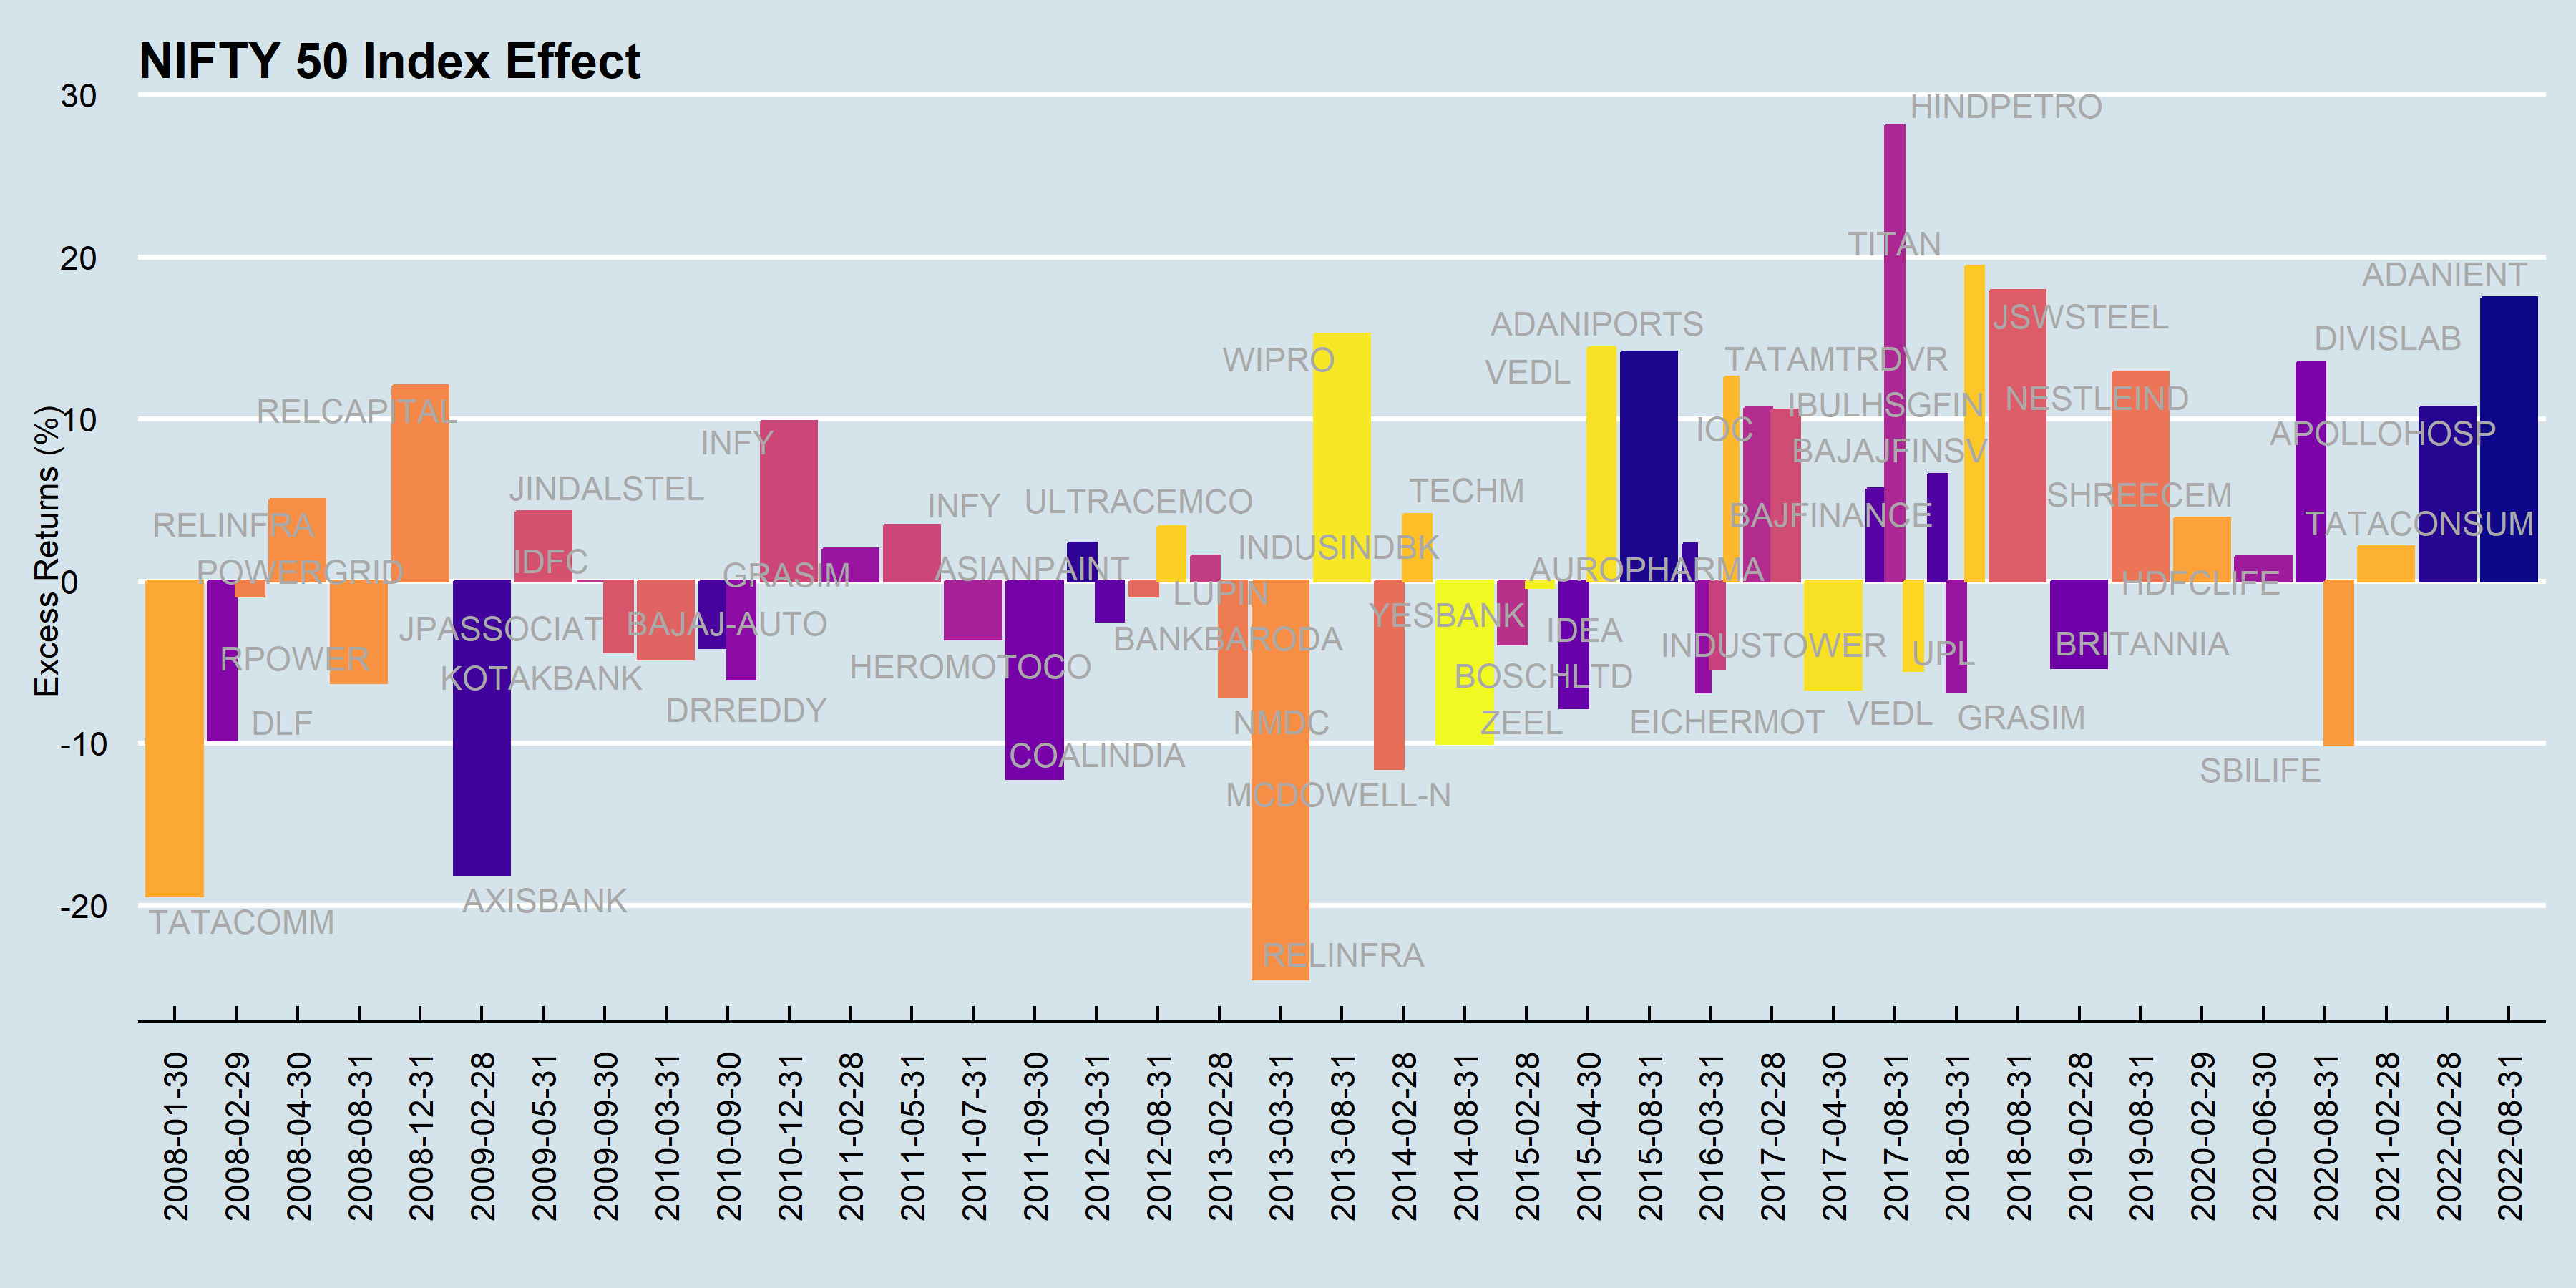 NIFTY 50 Index Effect
Excess Returns (%)
30
20
10
0
-10
-20
HINDPETRO
TITAN
ADANIENT
ADANIPORTS
JSWSTEEL
DIVISLAB
WIPRO
VEDL
TATAMTRDVR
RELCAPITAL
IBULHSGFIN
NESTLEIND
INFY
IOC
BAJAJFINSV
APOLLOHOSP
JINDALSTEL
INFY
ULTRACEMCO
TECHM
SHREECEM
RELINFRA
BAJFINANCE
TATACONSUM
POWERGRID
IDFC
GRASIM
ASIANPAINT
INDUSINDBK
AUROPHARMA
HDFCLIFE
LUPIN
YESBANK
JPASSOCIAT
BAJAJ-AUTO
BANKBARODA
IDEA
INDUSTOWER
UPL
BRITANNIA
RPOWER
KOTAKBANK
HEROMOTOCO
BOSCHLTD
DLF
DRREDDY
NMDC
ZEEL
EICHERMOT
VEDL
GRASIM
COALINDIA
SBILIFE
MCDOWELL-N
TATACOMM
AXISBANK
RELINFRA
2008-01-30
2008-02-29
2008-04-30
2008-08-31
2008-12-31
2009-02-28
2009-05-31
2009-09-30
2010-03-31
2010-09-30
2010-12-31
2011-02-28
2011-05-31
2011-07-31
2011-09-30
2012-03-31
2012-08-31
2013-02-28
2013-03-31
2013-08-31
2014-02-28
2014-08-31
2015-02-28
2015-04-30
2015-08-31
2016-03-31
2017-02-28
2017-04-30
2017-08-31
2018-03-31
2018-08-31
2019-02-28
2019-08-31
2020-02-29
2020-06-30
2020-08-31
2021-02-28
2022-02-28
2022-08-31